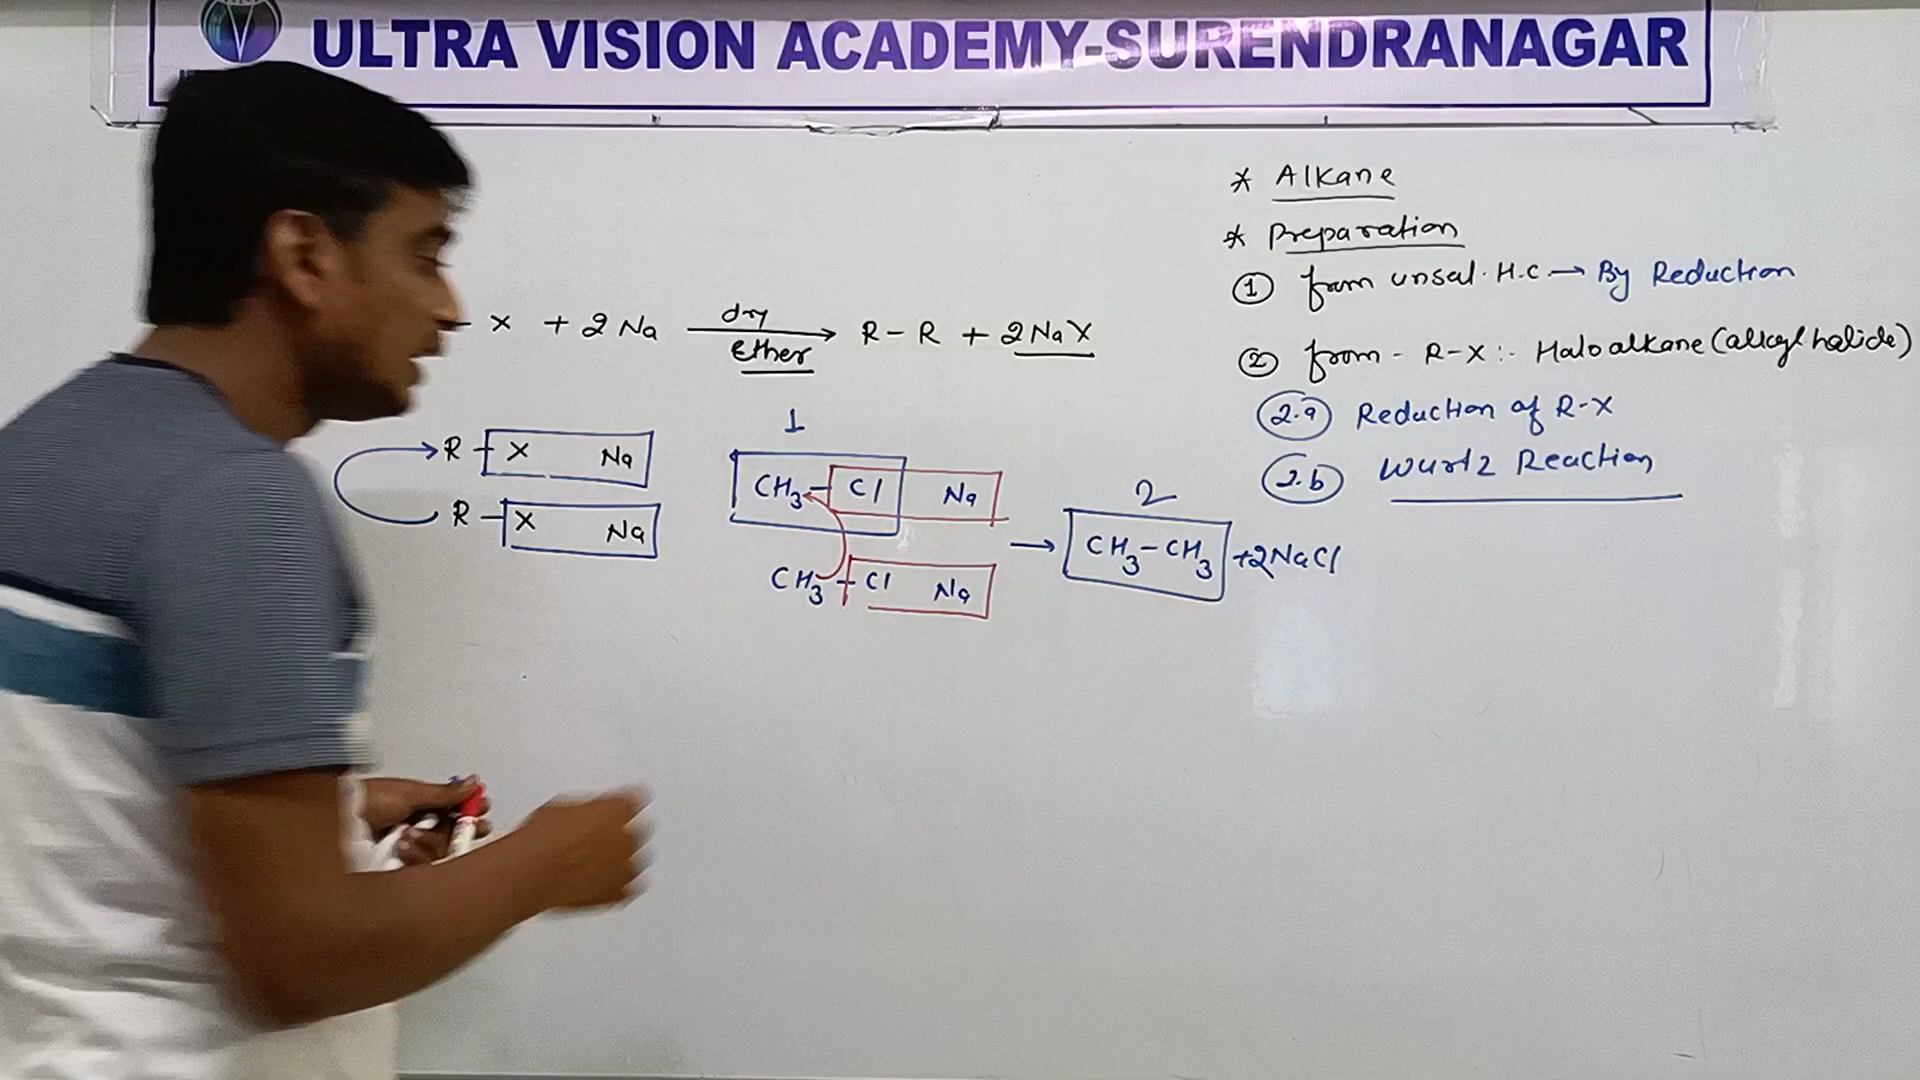 ULTRA VISION ACADEMY-SURENDRANAGAR
* Alkane
* Preparation
① from unsat. H.C → By Reduction
② from - R-X :- Haloalkane (alkyl halide)
2.a Reduction of R-X
2.b Wurtz Reaction
- X + 2 Na dry Ether → R - R + 2 NaX
R - X Na
R - X Na
1
CH3 - Cl Na
CH3 - Cl Na
→
2
CH3 - CH3 + 2NaCl